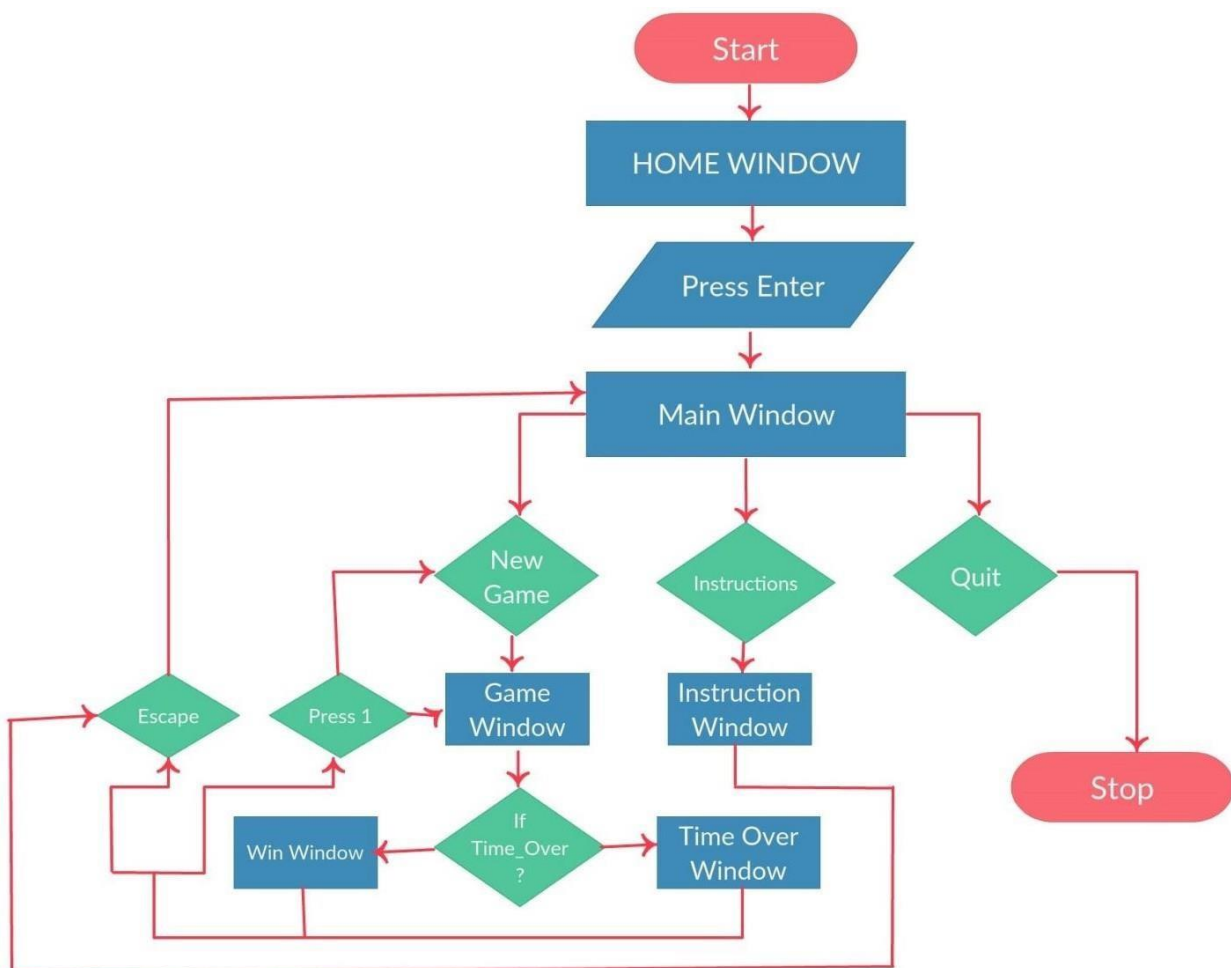 Start
HOME WINDOW
Press Enter
Main Window
New
Game
Instructions
Quit
Escape
Press 1
Game
Window
Instruction
Window
Stop
Win Window
If
Time_Over
?
Time Over
Window